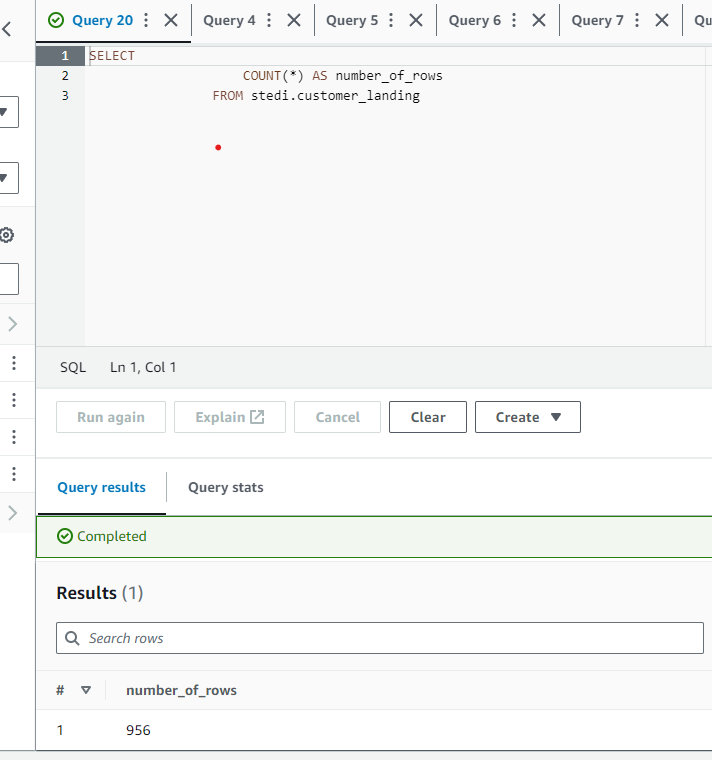 Query 20 Query 4 Query 5 Query 6 Query 7 Qu
1 SELECT
2 COUNT(*) AS number_of_rows
3 FROM stedi.customer_landing
SQL Ln 1, Col 1
Run again Explain Cancel Clear Create
Query results Query stats
Completed
Results (1)
Search rows
# number_of_rows
1 956